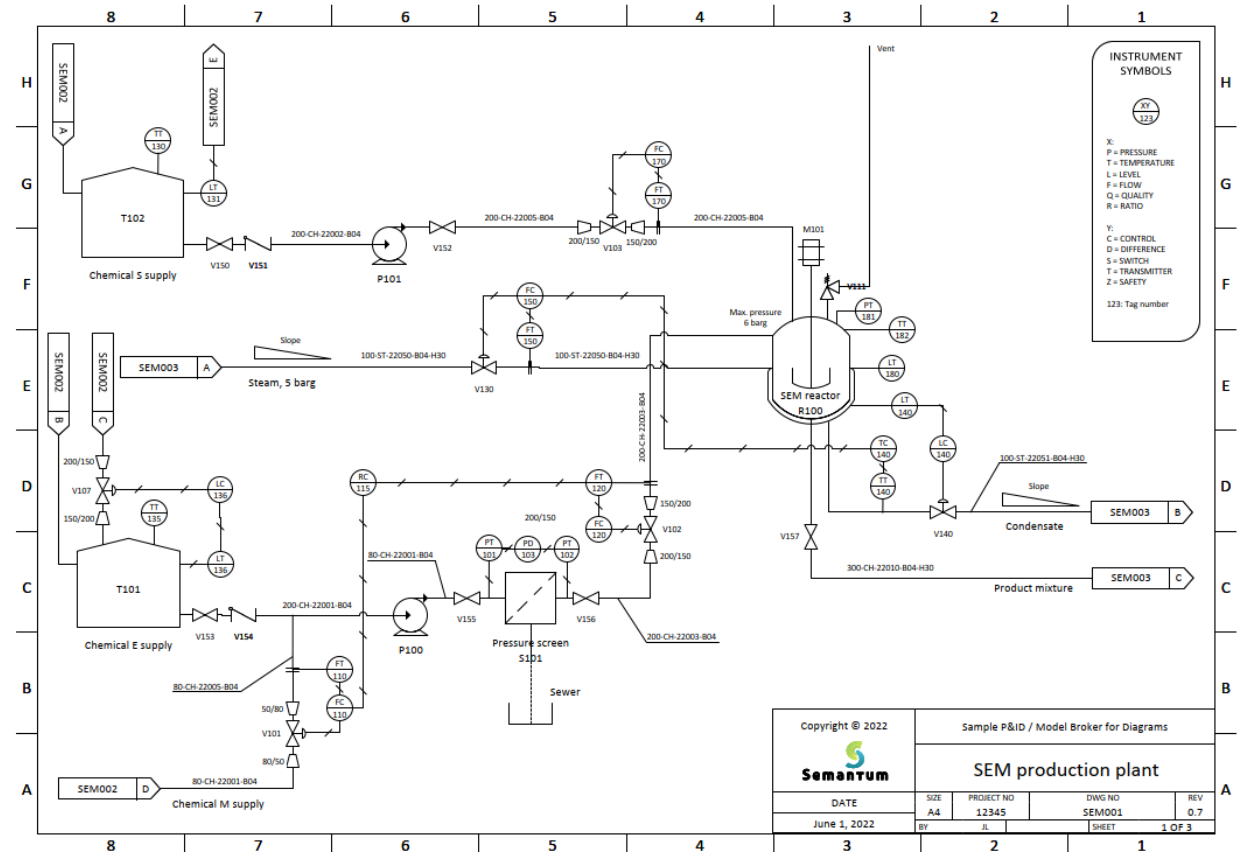 8 7 6 5 4 3 2 1
H
G
F
E
D
C
B
A
H
G
F
E
D
C
B
A
SEM002
A
SEM002
E
TT
130
LT
131
T102
Chemical S supply
200-CH-22002-B04
V150
V151
P101
V152
200-CH-22005-B04
200/150
V103
150/200
FC
170
FT
170
200-CH-22005-B04
Vent
M101
V111
Max. pressure
6 barg
PT
181
TT
182
LT
180
LT
140
SEM reactor
R100
INSTRUMENT
SYMBOLS
XY
123
X:
P = PRESSURE
T = TEMPERATURE
L = LEVEL
F = FLOW
Q = QUALITY
R = RATIO
Y:
C = CONTROL
D = DIFFERENCE
S = SWITCH
T = TRANSMITTER
Z = SAFETY
123: Tag number
SEM002
B
SEM002
C
SEM003
A
Slope
Steam, 5 barg
100-ST-22050-B04-H30
V130
FC
150
FT
150
100-ST-22050-B04-H30
200-CH-22003-B04
200/150
V107
150/200
LC
136
TT
135
LT
136
T101
Chemical E supply
V153
V154
200-CH-22001-B04
RC
115
80-CH-22001-B04
P100
V155
PT
101
PD
103
PT
102
200/150
Pressure screen
S101
V156
Sewer
FT
120
FC
120
150/200
V102
200/150
200-CH-22003-B04
TC
140
TT
140
LC
140
V140
100-ST-22051-B04-H30
Slope
Condensate
SEM003
B
V157
300-CH-22010-B04-H30
Product mixture
SEM003
C
80-CH-22005-B04
FT
110
FC
110
50/80
V101
80/50
SEM002
D
80-CH-22001-B04
Chemical M supply
Copyright © 2022
Semantum
DATE
June 1, 2022
Sample P&ID / Model Broker for Diagrams
SEM production plant
SIZE
A4
PROJECT NO
12345
DWG NO
SEM001
REV
0.7
BY
JL
SHEET
1 OF 3
8 7 6 5 4 3 2 1